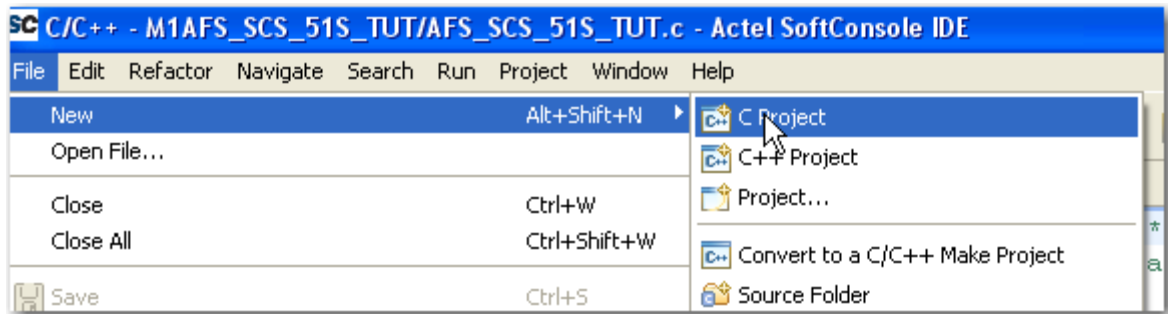 SC C/C++ - M1AFS_SCS_51S_TUT/AFS_SCS_51S_TUT.c - Actel SoftConsole IDE
File Edit Refactor Navigate Search Run Project Window Help
New Alt+Shift+N
Open File...
Close Ctrl+W
Close All Ctrl+Shift+W
Save Ctrl+S
C++ C Project
C++ C++ Project
Project...
C++ Convert to a C/C++ Make Project
Source Folder
*
a